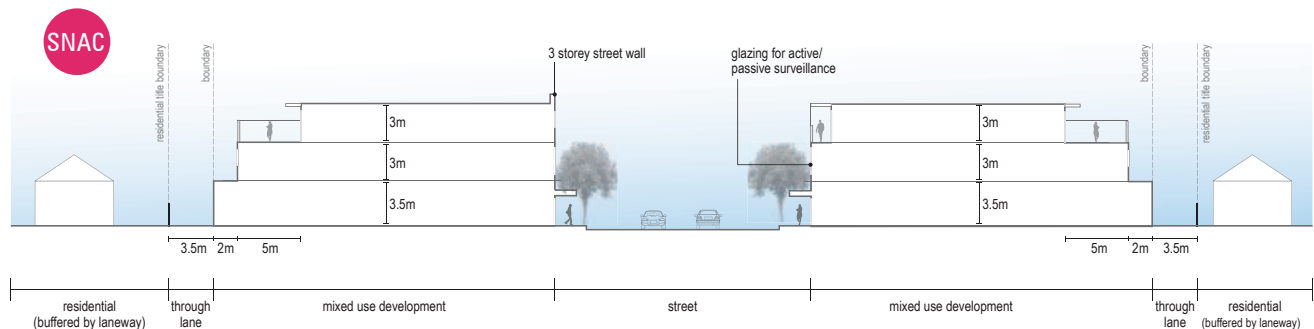 SNAC
residential title boundary
boundary
3 storey street wall
glazing for active/
passive surveillance
boundary
residential title boundary
3m
3m
3.5m
3m
3m
3.5m
3.5m
2m
5m
5m
2m
3.5m
residential
(buffered by laneway)
through
lane
mixed use development
street
mixed use development
through
lane
residential
(buffered by laneway)